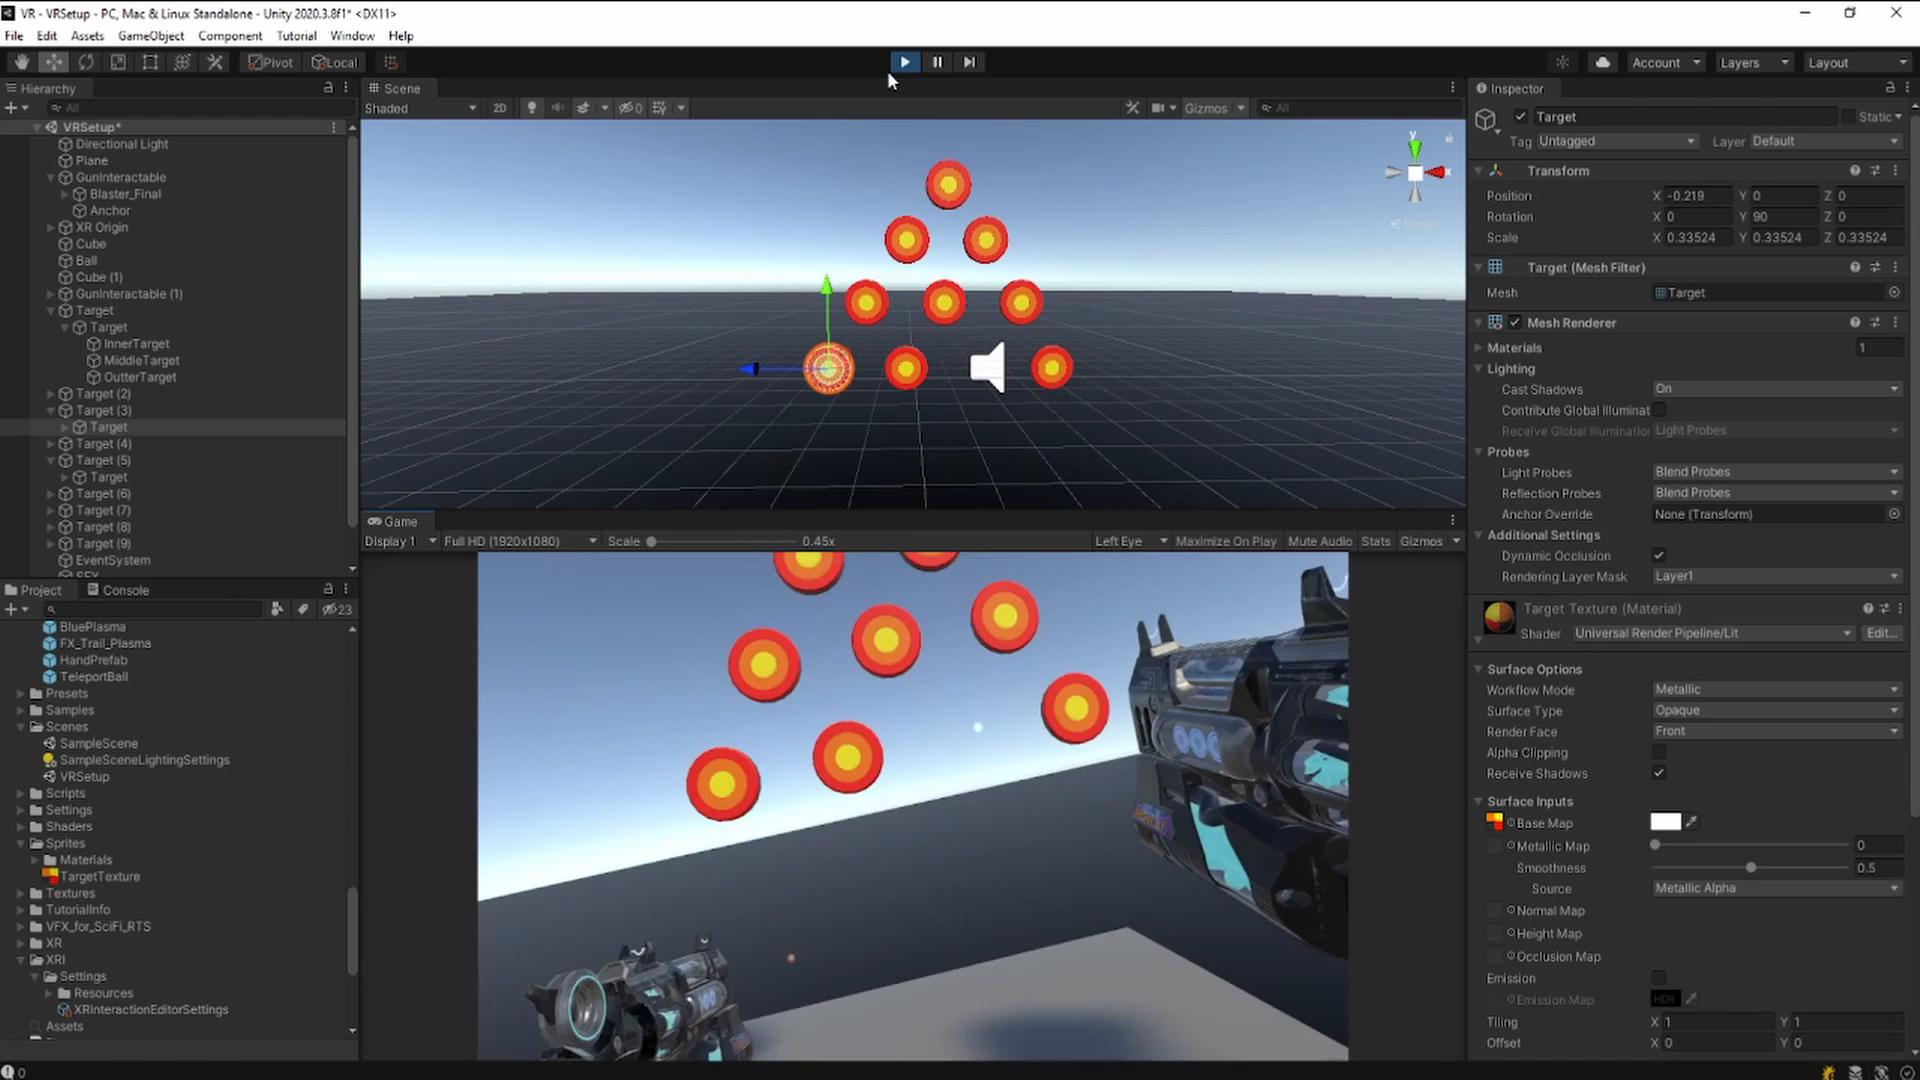 VR - VRSetup - PC, Mac & Linux Standalone - Unity 2020.3.8f1* <DX11>
File Edit Assets GameObject Component Tutorial Window Help
Pivot Local Account Layers Layout
Hierarchy
All
VRSetup*
Directional Light
Plane
GunInteractable
Blaster_Final
Anchor
XR Origin
Cube
Ball
Cube (1)
GunInteractable (1)
Target
Target
InnerTarget
MiddleTarget
OutterTarget
Target (2)
Target (3)
Target
Target (4)
Target (5)
Target
Target (6)
Target (7)
Target (8)
Target (9)
EventSystem
SFX
Project Console
23
BluePlasma
FX_Trail_Plasma
HandPrefab
TeleportBall
Presets
Samples
Scenes
SampleScene
SampleSceneLightingSettings
VRSetup
Scripts
Settings
Shaders
Sprites
Materials
TargetTexture
Textures
TutorialInfo
VFX_for_SciFi_RTS
XR
XRI
Settings
Resources
XRInteractionEditorSettings
Assets
0
Scene
Shaded 2D 0 Gizmos All
y
x
Persp
Game
Display 1 Full HD (1920x1080) Scale 0.45x Left Eye Maximize On Play Mute Audio Stats Gizmos
Inspector
Target Static
Tag Untagged Layer Default
Transform
Position X -0.219 Y 0 Z 0
Rotation X 0 Y 90 Z 0
Scale X 0.33524 Y 0.33524 Z 0.33524
Target (Mesh Filter)
Mesh Target
Mesh Renderer
Materials 1
Lighting
Cast Shadows On
Contribute Global Illuminat
Receive Global Illumination Light Probes
Probes
Light Probes Blend Probes
Reflection Probes Blend Probes
Anchor Override None (Transform)
Additional Settings
Dynamic Occlusion
Rendering Layer Mask Layer1
Target Texture (Material)
Shader Universal Render Pipeline/Lit Edit...
Surface Options
Workflow Mode Metallic
Surface Type Opaque
Render Face Front
Alpha Clipping
Receive Shadows
Surface Inputs
Base Map
Metallic Map 0
Smoothness 0.5
Source Metallic Alpha
Normal Map
Height Map
Occlusion Map
Emission
Emission Map HDR
Tiling X 1 Y 1
Offset X 0 Y 0